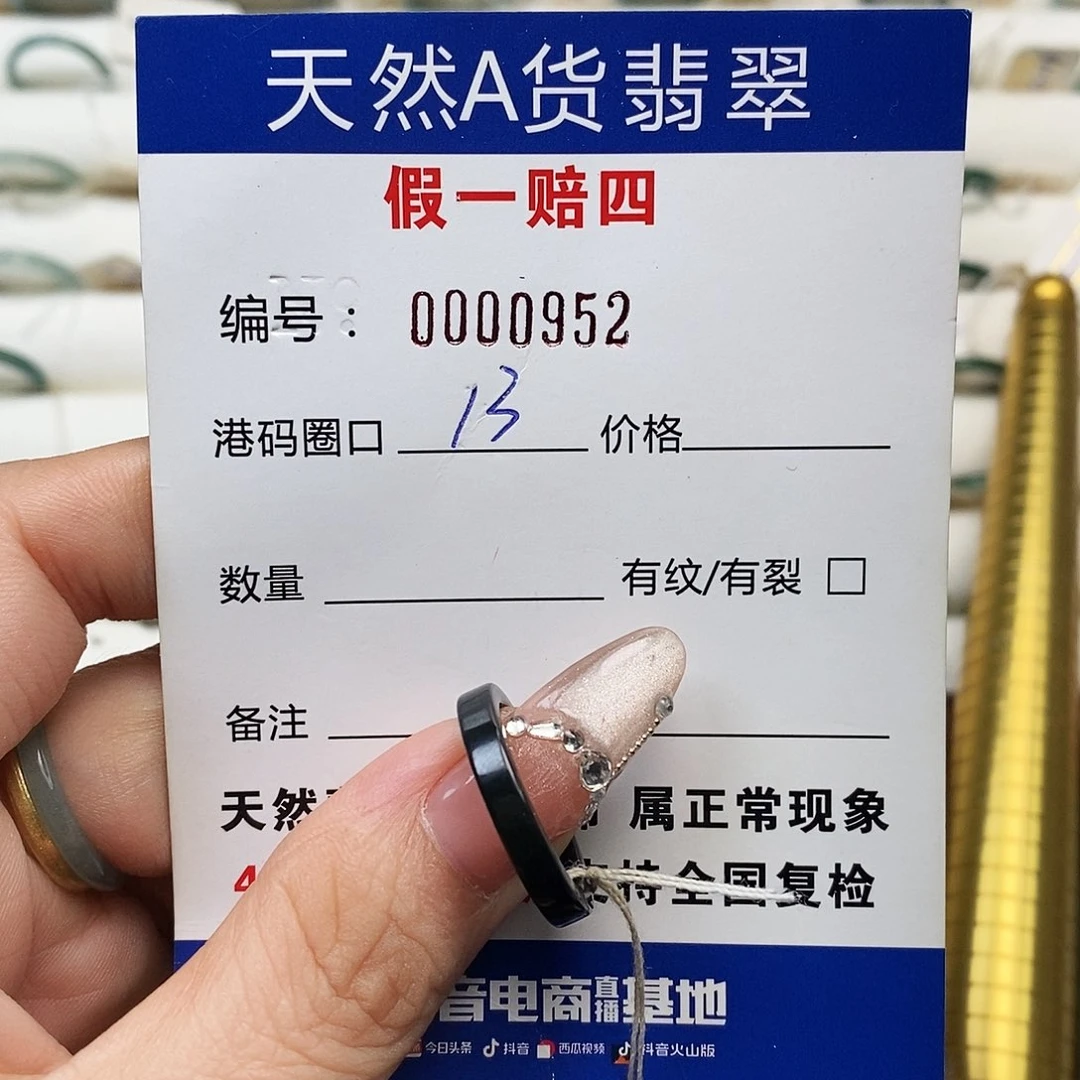 天然A货翡翠
假一赔四
编号： 0000952
港码圈口 13 价格
数量 有纹/有裂 □
备注
天然 属正常现象
4 支持全国复检
音电商直播基地
今日头条 抖音 西瓜视频 抖音火山版